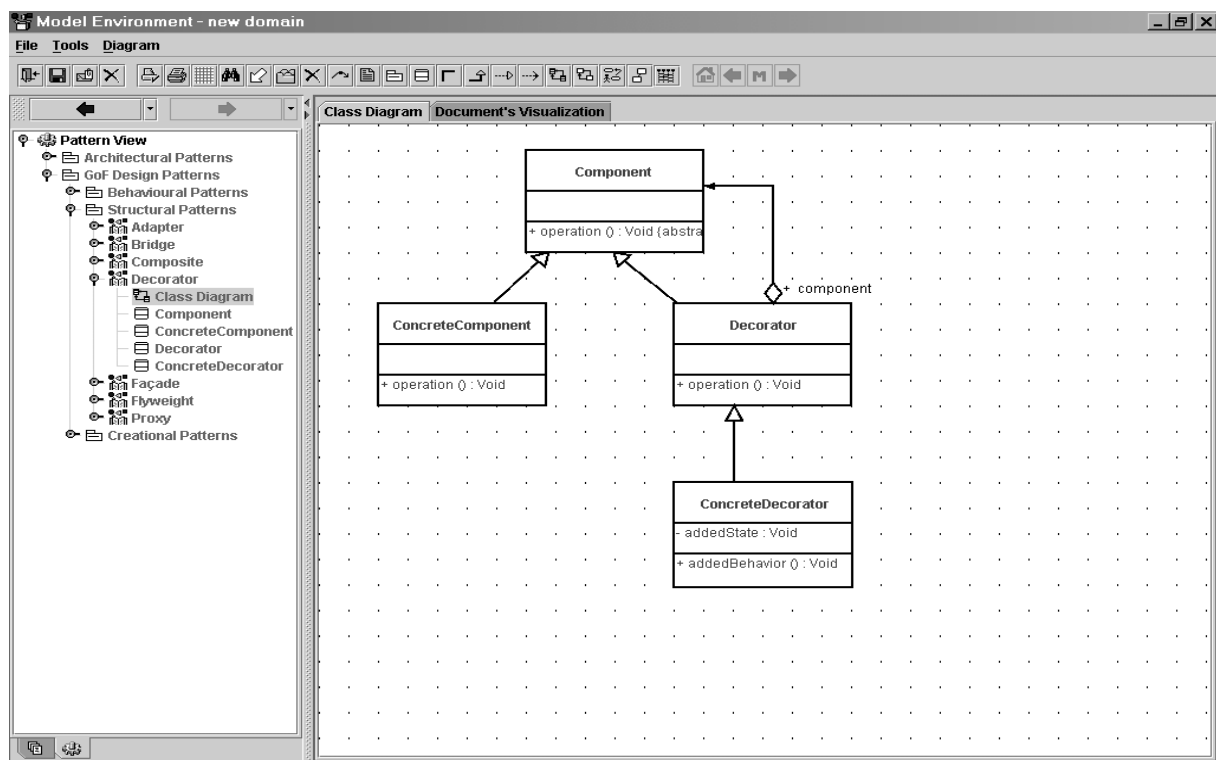 Model Environment - new domain
File Tools Diagram
M
Class Diagram Document's Visualization
Pattern View
Architectural Patterns
GoF Design Patterns
Behavioural Patterns
Structural Patterns
Adapter
Bridge
Composite
Decorator
Class Diagram
Component
ConcreteComponent
Decorator
ConcreteDecorator
Façade
Flyweight
Proxy
Creational Patterns
Component
+ operation () : Void {abstra
+ component
ConcreteComponent
+ operation () : Void
Decorator
+ operation () : Void
ConcreteDecorator
- addedState : Void
+ addedBehavior () : Void